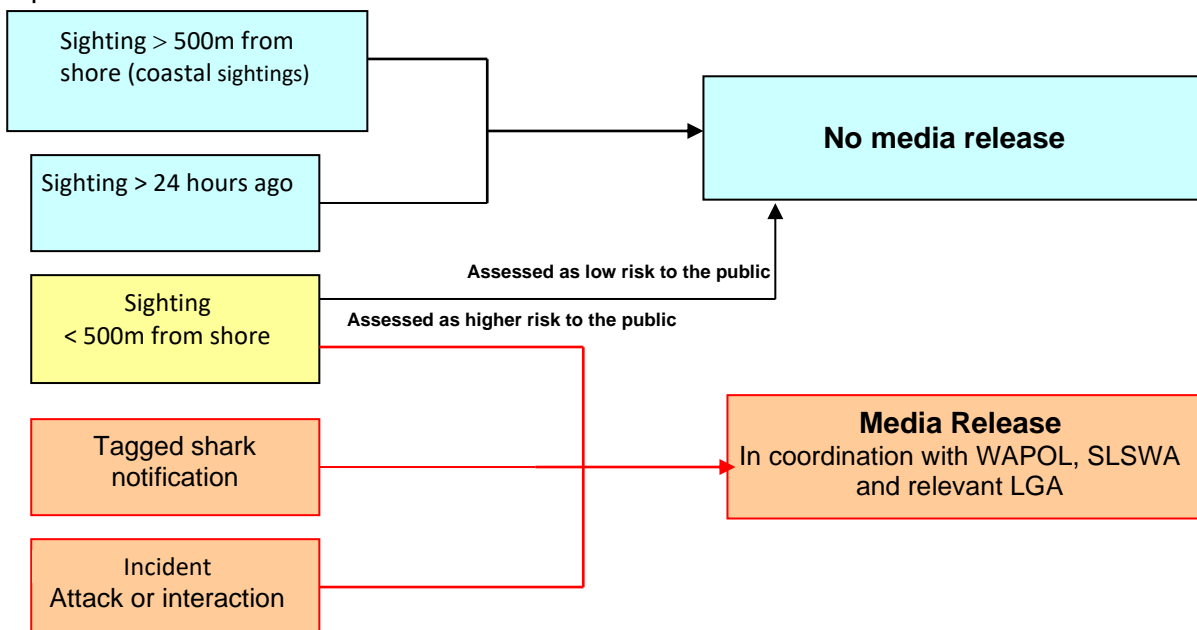 Sighting > 500m from
shore (coastal sightings)
No media release
Sighting > 24 hours ago
Assessed as low risk to the public
Sighting
< 500m from shore
Assessed as higher risk to the public
Tagged shark
notification
Media Release
In coordination with WAPOL, SLSWA
and relevant LGA
Incident
Attack or interaction